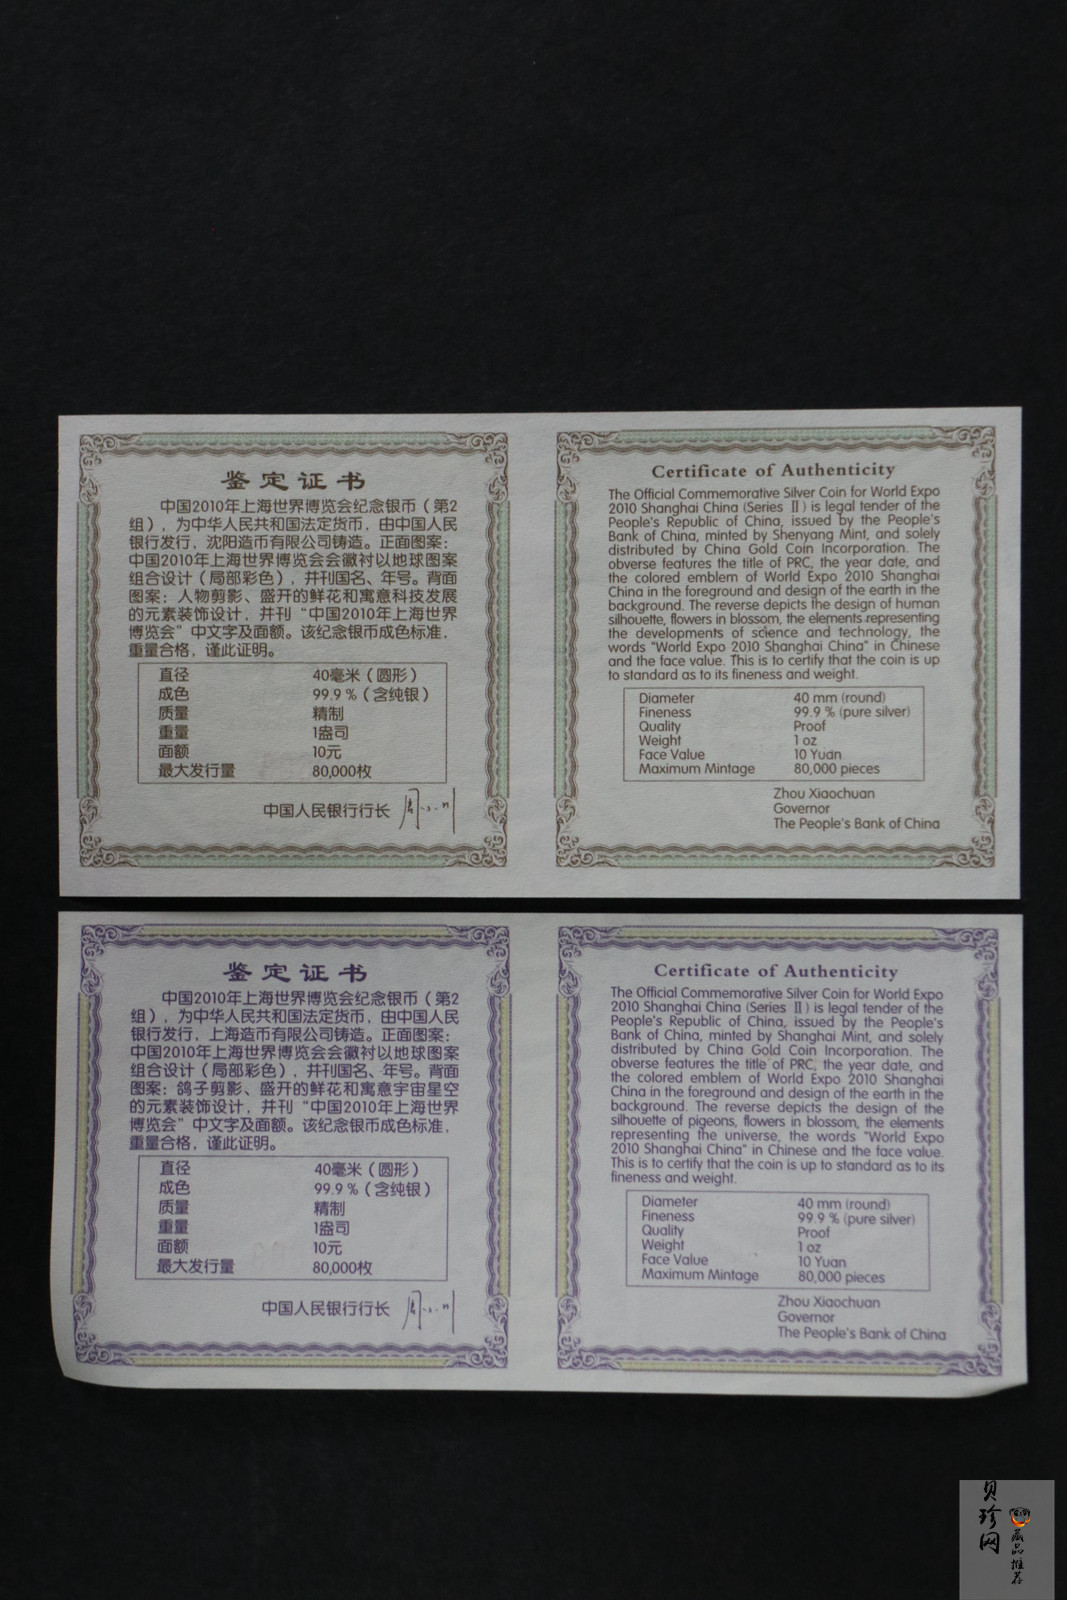 鉴定证书
中国2010年上海世界博览会纪念银币（第2
组），为中华人民共和国法定货币，由中国人民
银行发行，沈阳造币有限公司铸造。正面图案：
中国2010年上海世界博览会会徽衬以地球图案
组合设计（局部彩色），并刊国名、年号。背面
图案：人物剪影、盛开的鲜花和寓意科技发展
的元素装饰设计，并刊“中国2010年上海世界
博览会”中文字及面额。该纪念银币成色标准，
重量合格，谨此证明。
直径 40毫米（圆形）
成色 99.9%（含纯银）
质量 精制
重量 1盎司
面额 10元
最大发行量 80,000枚
中国人民银行行长 周小川
Certificate of Authenticity
The Official Commemorative Silver Coin for World Expo
2010 Shanghai China (Series Ⅱ) is legal tender of the
People's Republic of China, issued by the People's
Bank of China, minted by Shenyang Mint, and solely
distributed by China Gold Coin Incorporation. The
obverse features the title of PRC, the year date, and
the colored emblem of World Expo 2010 Shanghai
China in the foreground and design of the earth in the
background. The reverse depicts the design of human
silhouette, flowers in blossom, the elements representing
the developments of science and technology, the
words "World Expo 2010 Shanghai China" in Chinese
and the face value. This is to certify that the coin is up
to standard as to its fineness and weight.
Diameter 40 mm (round)
Fineness 99.9 % (pure silver)
Quality Proof
Weight 1 oz
Face Value 10 Yuan
Maximum Mintage 80,000 pieces
Zhou Xiaochuan
Governor
The People's Bank of China
鉴定证书
中国2010年上海世界博览会纪念银币（第2
组），为中华人民共和国法定货币，由中国人民
银行发行，上海造币有限公司铸造。正面图案：
中国2010年上海世界博览会会徽衬以地球图案
组合设计（局部彩色），并刊国名、年号。背面
图案：鸽子剪影、盛开的鲜花和寓意宇宙星空
的元素装饰设计，并刊“中国2010年上海世界
博览会”中文字及面额。该纪念银币成色标准，
重量合格，谨此证明。
直径 40毫米（圆形）
成色 99.9%（含纯银）
质量 精制
重量 1盎司
面额 10元
最大发行量 80,000枚
中国人民银行行长 周小川
Certificate of Authenticity
The Official Commemorative Silver Coin for World Expo
2010 Shanghai China (Series Ⅱ) is legal tender of the
People's Republic of China, issued by the People's
Bank of China, minted by Shanghai Mint, and solely
distributed by China Gold Coin Incorporation. The
obverse features the title of PRC, the year date, and
the colored emblem of World Expo 2010 Shanghai
China in the foreground and design of the earth in the
background. The reverse depicts the design of the
silhouette of pigeons, flowers in blossom, the elements
representing the universe, the words "World Expo
2010 Shanghai China" in Chinese and the face value.
This is to certify that the coin is up to standard as to its
fineness and weight.
Diameter 40 mm (round)
Fineness 99.9 % (pure silver)
Quality Proof
Weight 1 oz
Face Value 10 Yuan
Maximum Mintage 80,000 pieces
Zhou Xiaochuan
Governor
The People's Bank of China
贝珍网
藏品推荐